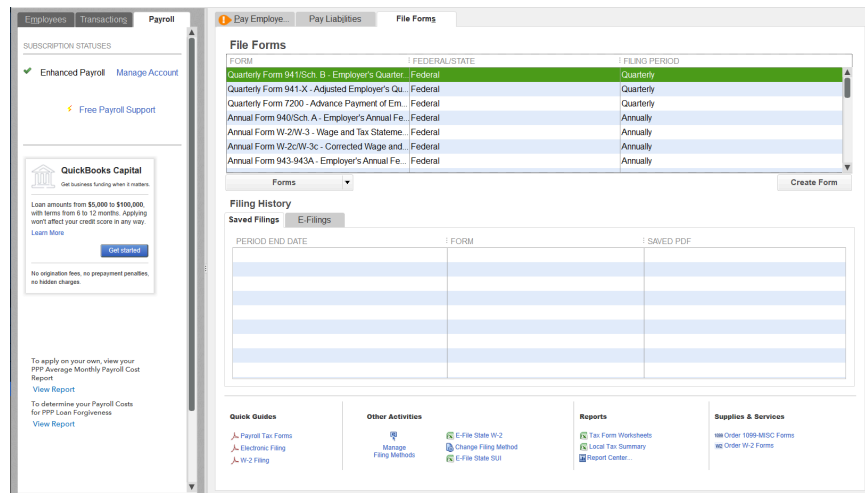 Employees Transactions Payroll
SUBSCRIPTION STATUSES
Enhanced Payroll Manage Account
Free Payroll Support
QuickBooks Capital
Get business funding when it matters.
Loan amounts from $5,000 to $100,000,
with terms from 6 to 12 months. Applying
won't affect your credit score in any way.
Learn More
Get started
No origination fees, no prepayment penalties,
no hidden charges.
To apply on your own, view your
PPP Average Monthly Payroll Cost
Report
View Report
To determine your Payroll Costs
for PPP Loan Forgiveness
View Report
Pay Employe... Pay Liabilities File Forms
File Forms
FORM FEDERAL/STATE FILING PERIOD
Quarterly Form 941/Sch. B - Employer's Quarter... Federal Quarterly
Quarterly Form 941-X - Adjusted Employer's Qu... Federal Quarterly
Quarterly Form 7200 - Advance Payment of Em... Federal Quarterly
Annual Form 940/Sch. A - Employer's Annual Fe... Federal Annually
Annual Form W-2/W-3 - Wage and Tax Stateme... Federal Annually
Annual Form W-2c/W-3c - Corrected Wage and... Federal Annually
Annual Form 943-943A - Employer's Annual Fe... Federal Annually
Forms Create Form
Filing History
Saved Filings E-Filings
PERIOD END DATE FORM SAVED PDF
Quick Guides Other Activities Reports Supplies & Services
Payroll Tax Forms E-File State W-2 Tax Form Worksheets 1099 Order 1099-MISC Forms
Electronic Filing Manage Change Filing Method Local Tax Summary W2 Order W-2 Forms
W-2 Filing Filing Methods E-File State SUI Report Center...